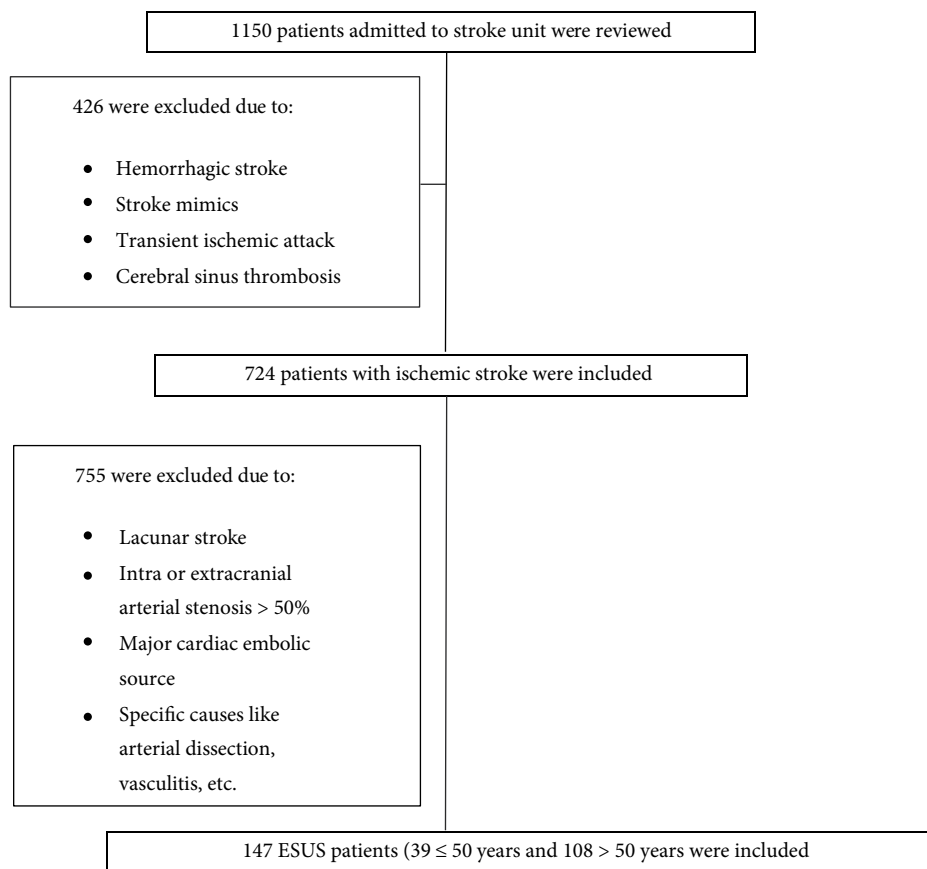 1150 patients admitted to stroke unit were reviewed
426 were excluded due to:
• Hemorrhagic stroke
• Stroke mimics
• Transient ischemic attack
• Cerebral sinus thrombosis
724 patients with ischemic stroke were included
755 were excluded due to:
• Lacunar stroke
• Intra or extracranial
arterial stenosis > 50%
• Major cardiac embolic
source
• Specific causes like
arterial dissection,
vasculitis, etc.
147 ESUS patients (39 ≤ 50 years and 108 > 50 years were included